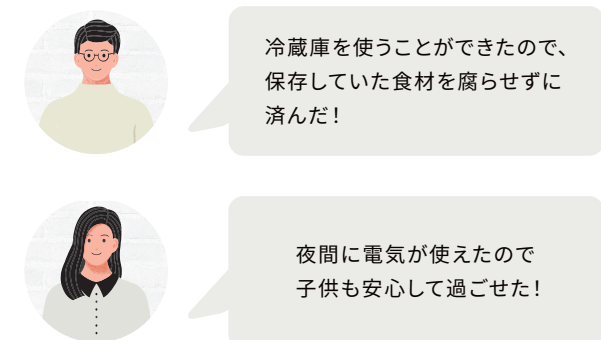 冷蔵庫を使うことができたので、
保存していた食材を腐らせずに
済んだ！
夜間に電気が使えたので
子供も安心して過ごせた！